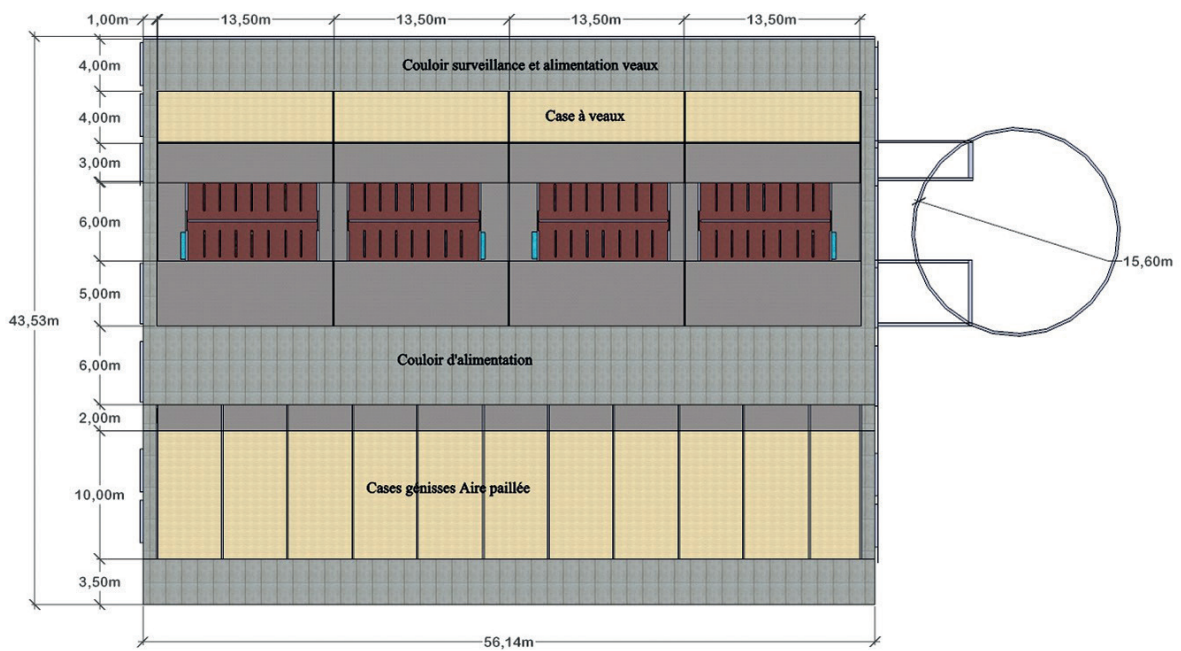 1,00m
13,50m
13,50m
13,50m
13,50m
4,00m
Couloir surveillance et alimentation veaux
4,00m
Case à veaux
3,00m
6,00m
15,60m
5,00m
43,53m
6,00m
Couloir d'alimentation
2,00m
10,00m
Cases génisses Aire paillée
3,50m
56,14m